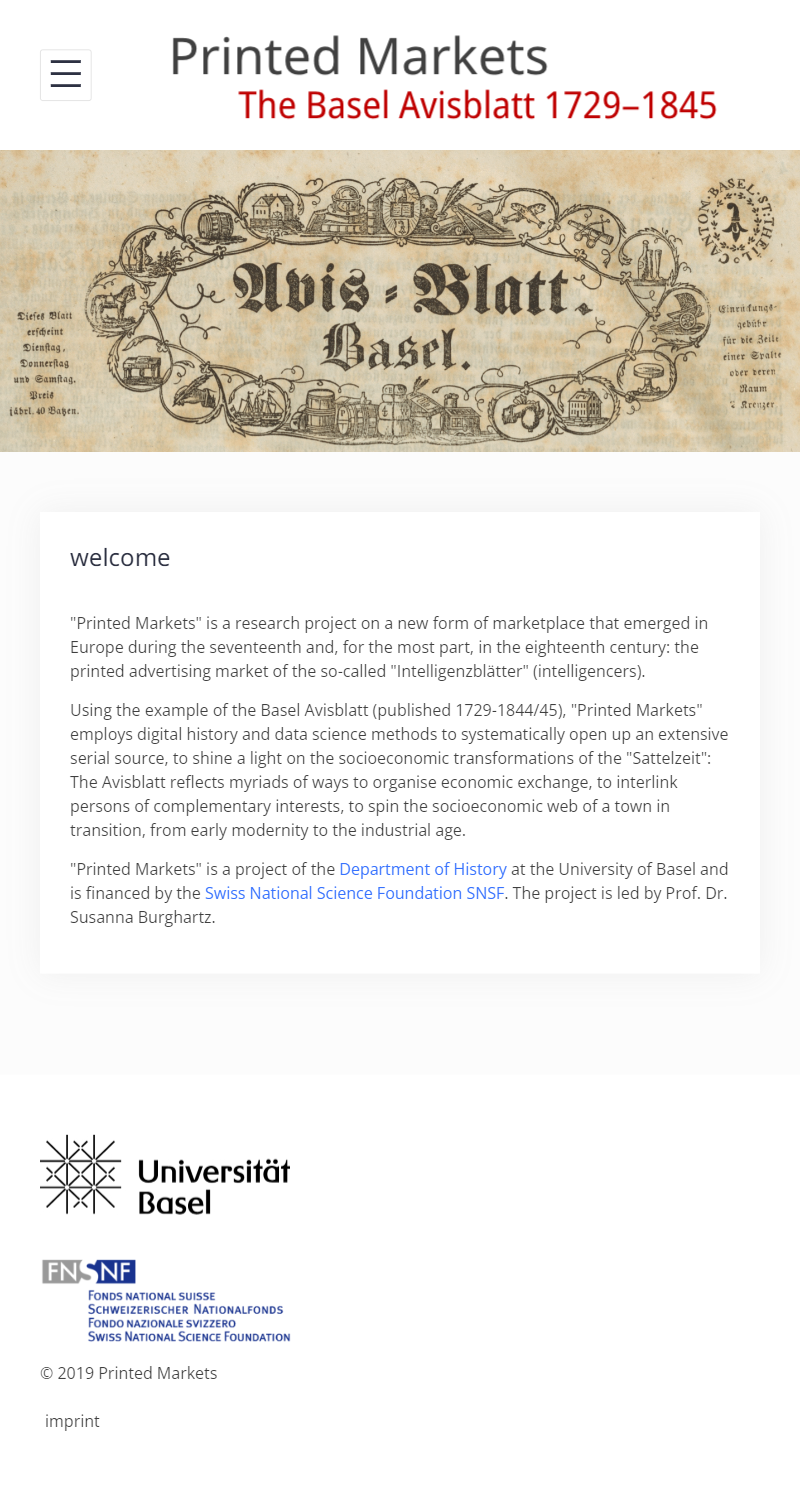 Printed Markets
The Basel Avisblatt 1729–1845
CANTON·BASEL·ST:THEIL·
Avis=Blatt.
Basel.
Dieses Blatt
erscheint
Dienstag,
Donnerstag
und Samstag.
Preis
jährl. 40 Batzen.
Einrückungs-
gebühr
für die Zeile
einer Spalte
oder deren
Raum
Kreuzer
welcome
"Printed Markets" is a research project on a new form of marketplace that emerged in
Europe during the seventeenth and, for the most part, in the eighteenth century: the
printed advertising market of the so-called "Intelligenzblätter" (intelligencers).
Using the example of the Basel Avisblatt (published 1729-1844/45), "Printed Markets"
employs digital history and data science methods to systematically open up an extensive
serial source, to shine a light on the socioeconomic transformations of the "Sattelzeit":
The Avisblatt reflects myriads of ways to organise economic exchange, to interlink
persons of complementary interests, to spin the socioeconomic web of a town in
transition, from early modernity to the industrial age.
"Printed Markets" is a project of the Department of History at the University of Basel and
is financed by the Swiss National Science Foundation SNSF. The project is led by Prof. Dr.
Susanna Burghartz.
Universität
Basel
FNSNF
FONDS NATIONAL SUISSE
SCHWEIZERISCHER NATIONALFONDS
FONDO NAZIONALE SVIZZERO
SWISS NATIONAL SCIENCE FOUNDATION
© 2019 Printed Markets
imprint